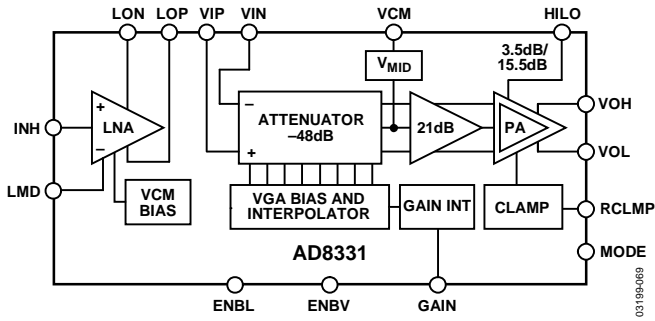 LON LOP VIP VIN VCM HILO
3.5dB/
15.5dB
VMID
+
LNA
–
INH
LMD
VCM
BIAS
–
ATTENUATOR
–48dB
+
21dB
PA
VOH
VOL
VGA BIAS AND
INTERPOLATOR
GAIN INT
CLAMP
RCLMP
AD8331
MODE
ENBL ENBV GAIN
03199-069